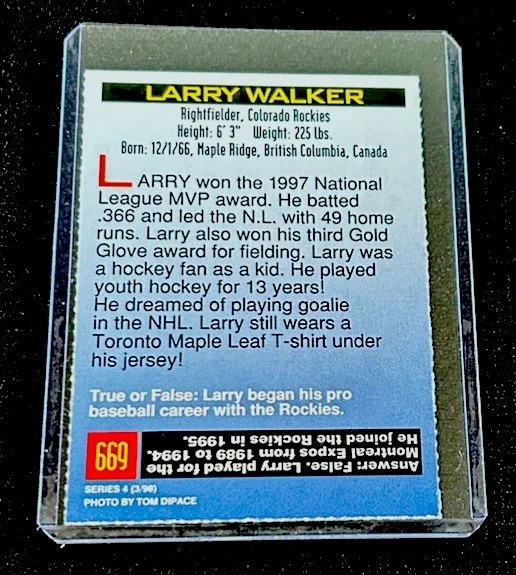 LARRY WALKER
Rightfielder, Colorado Rockies
Height: 6' 3" Weight: 225 lbs.
Born: 12/1/66, Maple Ridge, British Columbia, Canada
LARRY won the 1997 National
League MVP award. He batted
.366 and led the N.L. with 49 home
runs. Larry also won his third Gold
Glove award for fielding. Larry was
a hockey fan as a kid. He played
youth hockey for 13 years!
He dreamed of playing goalie
in the NHL. Larry still wears a
Toronto Maple Leaf T-shirt under
his jersey!
True or False: Larry began his pro
baseball career with the Rockies.
Answer: False. Larry played for the
Montreal Expos from 1989 to 1994.
He joined the Rockies in 1995.
669
SERIES 4 (3/98)
PHOTO BY TOM DIPACE